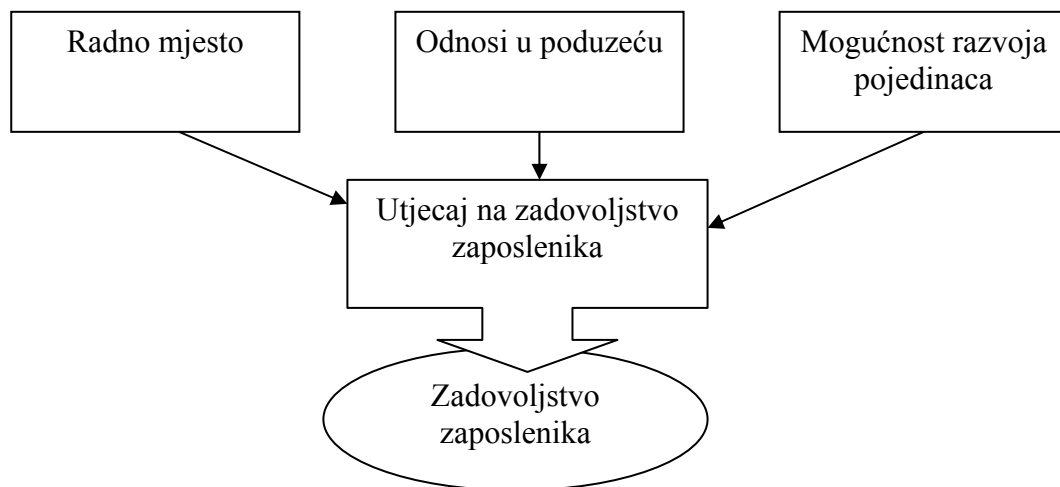 Radno mjesto
Odnosi u poduzeću
Mogućnost razvoja
pojedinaca
Utjecaj na zadovoljstvo
zaposlenika
Zadovoljstvo
zaposlenika